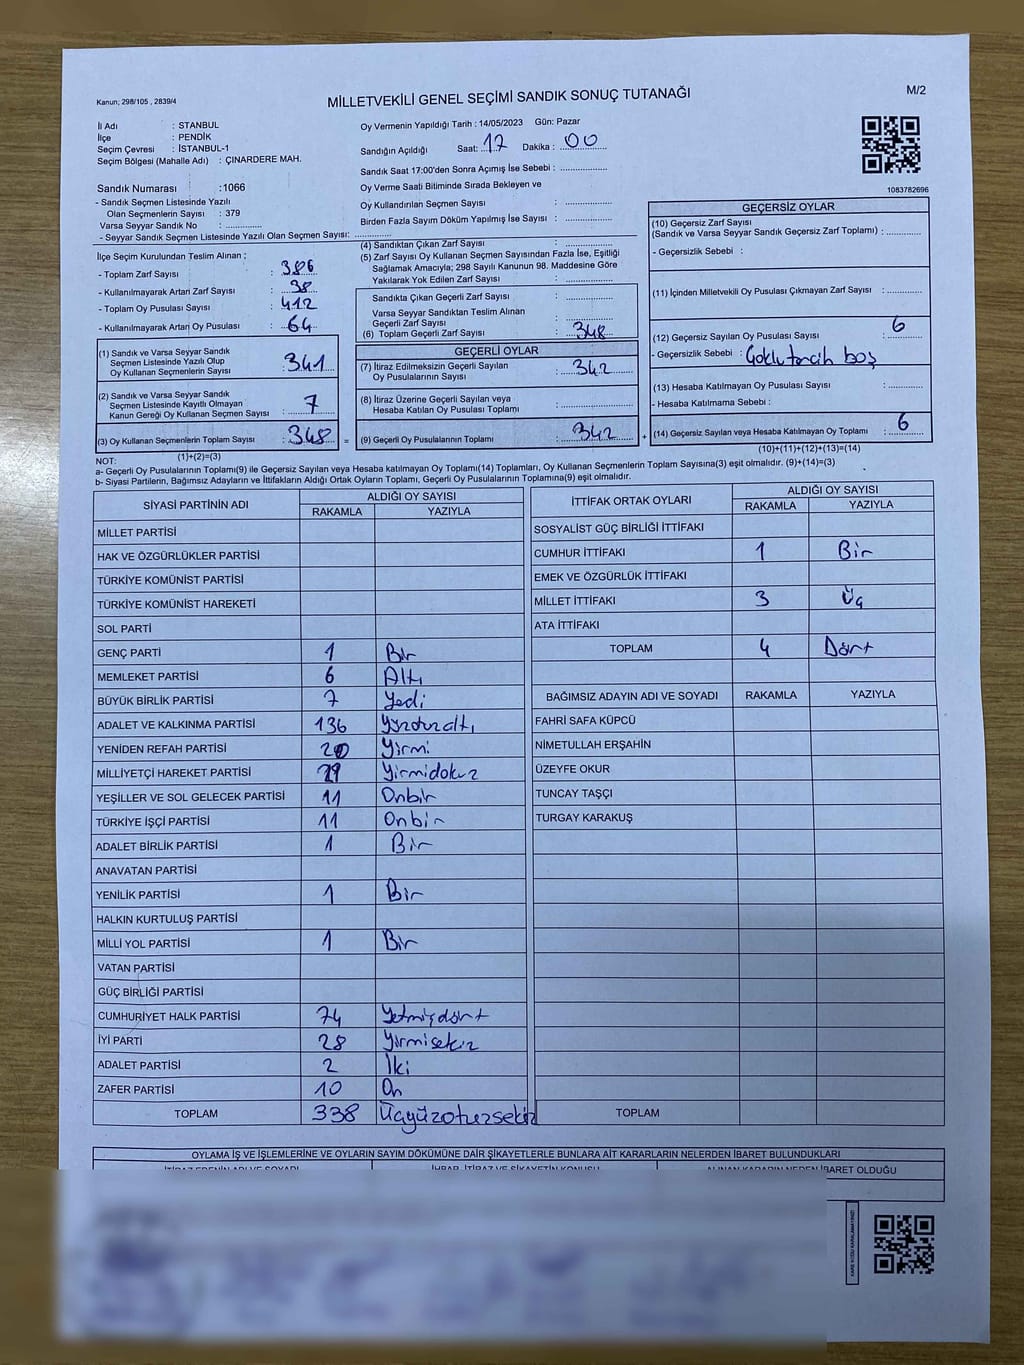 Kanun; 298/105 , 2839/4
MİLLETVEKİLİ GENEL SEÇİMİ SANDIK SONUÇ TUTANAĞI
M/2
İl Adı : STANBUL
İlçe : PENDİK
Seçim Çevresi : İSTANBUL-1
Seçim Bölgesi (Mahalle Adı) : ÇINARDERE MAH.
Oy Vermenin Yapıldığı Tarih : 14/05/2023 Gün: Pazar
Sandığın Açıldığı Saat: 17 Dakika : 00
Sandık Saat 17:00'den Sonra Açımış İse Sebebi :
Oy Verme Saati Bitiminde Sırada Bekleyen ve
Oy Kullandırılan Seçmen Sayısı :
Birden Fazla Sayım Döküm Yapılmış İse Sayısı :
1083782696
Sandık Numarası :1066
- Sandık Seçmen Listesinde Yazılı
Olan Seçmenlerin Sayısı : 379
Varsa Seyyar Sandık No :
- Seyyar Sandık Seçmen Listesinde Yazılı Olan Seçmen Sayısı:
İlçe Seçim Kurulundan Teslim Alınan ;
- Toplam Zarf Sayısı : 386
- Kullanılmayarak Artan Zarf Sayısı : 38
- Toplam Oy Pusulası Sayısı : 412
- Kullanılmayarak Artan Oy Pusulası : 64
(1) Sandık ve Varsa Seyyar Sandık
Seçmen Listesinde Yazılı Olup
Oy Kullanan Seçmenlerin Sayısı : 341
(2) Sandık ve Varsa Seyyar Sandık
Seçmen Listesinde Kayıtlı Olmayan
Kanun Gereği Oy Kullanan Seçmen Sayısı : 7
(3) Oy Kullanan Seçmenlerin Toplam Sayısı : 348 =
(1)+(2)=(3)
(4) Sandıktan Çıkan Zarf Sayısı :
(5) Zarf Sayısı Oy Kullanan Seçmen Sayısından Fazla İse, Eşitliği
Sağlamak Amacıyla; 298 Sayılı Kanunun 98. Maddesine Göre
Yakılarak Yok Edilen Zarf Sayısı :
Sandıkta Çıkan Geçerli Zarf Sayısı :
Varsa Seyyar Sandıktan Teslim Alınan
Geçerli Zarf Sayısı :
(6) Toplam Geçerli Zarf Sayısı : 348
GEÇERLİ OYLAR
(7) İtiraz Edilmeksizin Geçerli Sayılan
Oy Pusulalarının Sayısı : 342
(8) İtiraz Üzerine Geçerli Sayılan veya
Hesaba Katılan Oy Pusulası Toplamı :
(9) Geçerli Oy Pusulalarının Toplamı : 342 +
GEÇERSİZ OYLAR
(10) Geçersiz Zarf Sayısı
(Sandık ve Varsa Seyyar Sandık Geçersiz Zarf Toplamı) :
- Geçersizlik Sebebi :
(11) İçinden Milletvekili Oy Pusulası Çıkmayan Zarf Sayısı :
(12) Geçersiz Sayılan Oy Pusulası Sayısı : 6
- Geçersizlik Sebebi : Çoklu tercih boş
(13) Hesaba Katılmayan Oy Pusulası Sayısı :
- Hesaba Katılmama Sebebi :
(14) Geçersiz Sayılan veya Hesaba Katılmayan Oy Toplamı : 6
(10)+(11)+(12)+(13)=(14)
NOT:
a- Geçerli Oy Pusulalarının Toplamı(9) ile Geçersiz Sayılan veya Hesaba katılmayan Oy Toplamı(14) Toplamları, Oy Kullanan Seçmenlerin Toplam Sayısına(3) eşit olmalıdır. (9)+(14)=(3)
b- Siyasi Partilerin, Bağımsız Adayların ve İttifakların Aldığı Ortak Oyların Toplamı, Geçerli Oy Pusulalarının Toplamına(9) eşit olmalıdır.
SİYASİ PARTİNİN ADI ALDIĞI OY SAYISI
RAKAMLA YAZIYLA
MİLLET PARTİSİ
HAK VE ÖZGÜRLÜKLER PARTİSİ
TÜRKİYE KOMÜNİST PARTİSİ
TÜRKİYE KOMÜNİST HAREKETİ
SOL PARTİ
GENÇ PARTİ 1 Bir
MEMLEKET PARTİSİ 6 Altı
BÜYÜK BİRLİK PARTİSİ 7 Yedi
ADALET VE KALKINMA PARTİSİ 136 Yüzotuzaltı
YENİDEN REFAH PARTİSİ 20 Yirmi
MİLLİYETÇİ HAREKET PARTİSİ 29 Yirmidokuz
YEŞİLLER VE SOL GELECEK PARTİSİ 11 Onbir
TÜRKİYE İŞÇİ PARTİSİ 11 Onbir
ADALET BİRLİK PARTİSİ 1 Bir
ANAVATAN PARTİSİ
YENİLİK PARTİSİ 1 Bir
HALKIN KURTULUŞ PARTİSİ
MİLLİ YOL PARTİSİ 1 Bir
VATAN PARTİSİ
GÜÇ BİRLİĞİ PARTİSİ
CUMHURİYET HALK PARTİSİ 74 Yetmişdört
İYİ PARTİ 28 Yirmisekiz
ADALET PARTİSİ 2 İki
ZAFER PARTİSİ 10 On
TOPLAM 338 Üçyüzotuzsekiz
İTTİFAK ORTAK OYLARI ALDIĞI OY SAYISI
RAKAMLA YAZIYLA
SOSYALİST GÜÇ BİRLİĞİ İTTİFAKI
CUMHUR İTTİFAKI 1 Bir
EMEK VE ÖZGÜRLÜK İTTİFAKI
MİLLET İTTİFAKI 3 Üç
ATA İTTİFAKI
TOPLAM 4 Dört
BAĞIMSIZ ADAYIN ADI VE SOYADI RAKAMLA YAZIYLA
FAHRİ SAFA KÜPCÜ
NİMETULLAH ERŞAHİN
ÜZEYFE OKUR
TUNCAY TAŞÇI
TURGAY KARAKUŞ
TOPLAM
OYLAMA İŞ VE İŞLEMLERİNE VE OYLARIN SAYIM DÖKÜMÜNE DAİR ŞİKAYETLERLE BUNLARA AİT KARARLARIN NELERDEN İBARET BULUNDUKLARI
İTİRAZ EDENİN ADI VE SOYADI İHBAR, İTİRAZ VE ŞİKAYETİN KONUSU ALINAN KARARIN NEDEN İBARET OLDUĞU